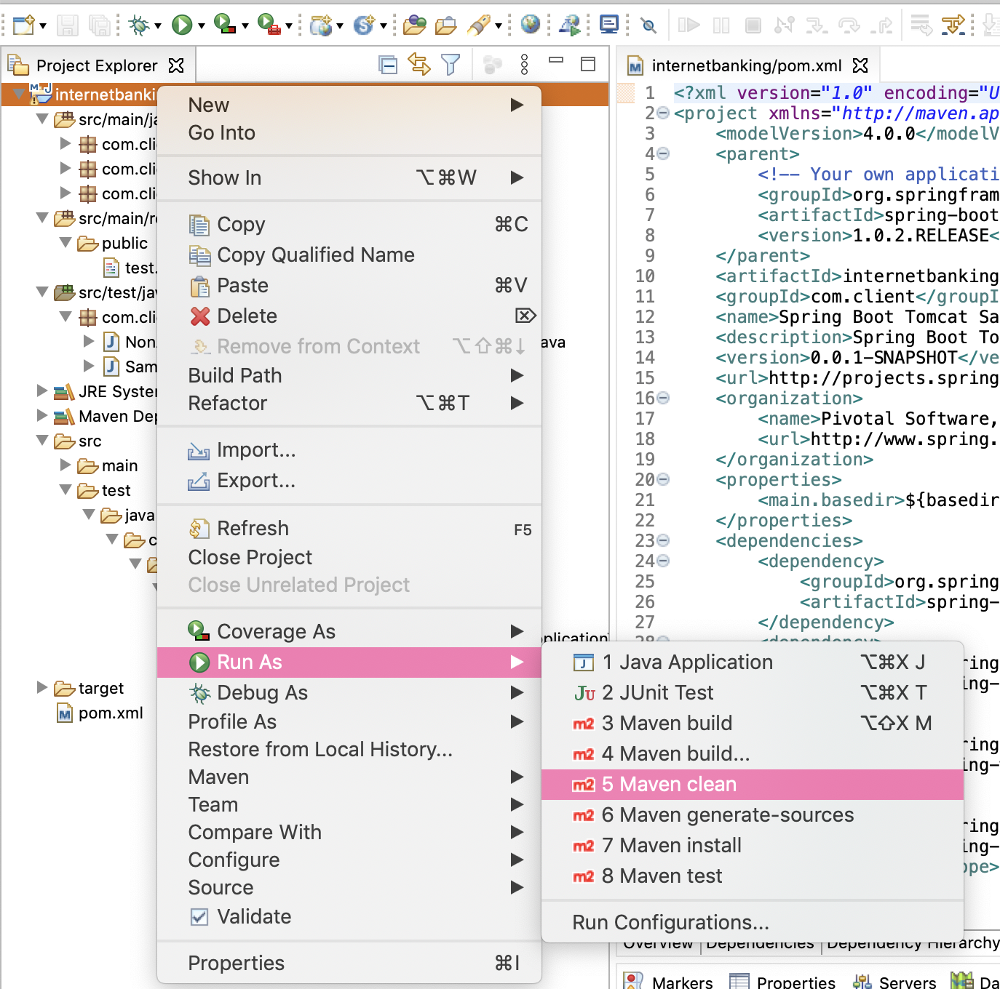 Project Explorer
internetbanki
src/main/ja
com.cli
com.cli
com.cli
src/main/re
public
test.
src/test/jav
com.cli
Non
Sam
ava
JRE System
Maven Dep
src
main
test
java
c
plication
target
pom.xml
New
Go Into
Show In ⌥⌘W
Copy ⌘C
Copy Qualified Name
Paste ⌘V
Delete ⌦
Remove from Context ⌥⇧⌘↓
Build Path
Refactor ⌥⌘T
Import...
Export...
Refresh F5
Close Project
Close Unrelated Project
Coverage As
Run As
Debug As
Profile As
Restore from Local History...
Maven
Team
Compare With
Configure
Source
Validate
Properties ⌘I
1 Java Application ⌥⌘X J
2 JUnit Test ⌥⌘X T
3 Maven build ⌥⇧X M
4 Maven build...
5 Maven clean
6 Maven generate-sources
7 Maven install
8 Maven test
Run Configurations...
internetbanking/pom.xml
1 <?xml version="1.0" encoding="U
2 <project xmlns="http://maven.ap
3 <modelVersion>4.0.0</modelV
4 <parent>
5 <!-- Your own applicati
6 <groupId>org.springfram
7 <artifactId>spring-boot
8 <version>1.0.2.RELEASE<
9 </parent>
10 <artifactId>internetbanking
11 <groupId>com.client</groupI
12 <name>Spring Boot Tomcat Sa
13 <description>Spring Boot To
14 <version>0.0.1-SNAPSHOT</ve
15 <url>http://projects.spring
16 <organization>
17 <name>Pivotal Software,
18 <url>http://www.spring.
19 </organization>
20 <properties>
21 <main.basedir>${basedir
22 </properties>
23 <dependencies>
24 <dependency>
25 <groupId>org.spring
26 <artifactId>spring-
27 </dependency>
28 <dependency>
ring
ing-
ring
ing-
ring
ing-
ope>
Overview Dependencies Dependency Hierarchy
Markers Properties Servers Da